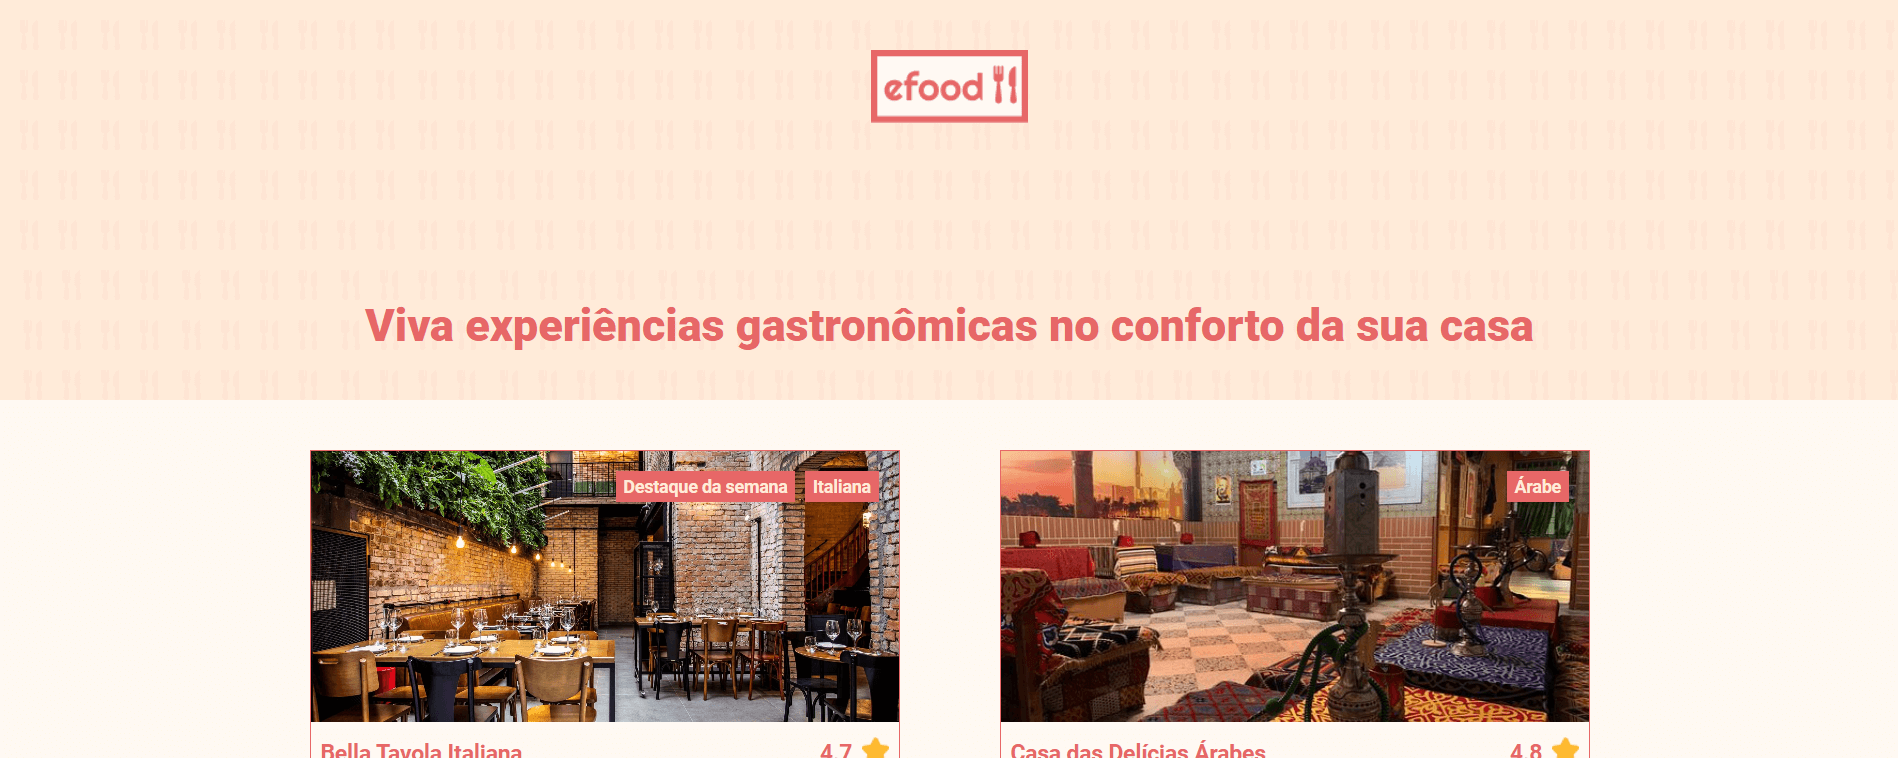 efood
Viva experiências gastronômicas no conforto da sua casa
Destaque da semana
Italiana
Árabe
Bella Tavola Italiana
4.7
Casa das Delícias Árabes
4.8